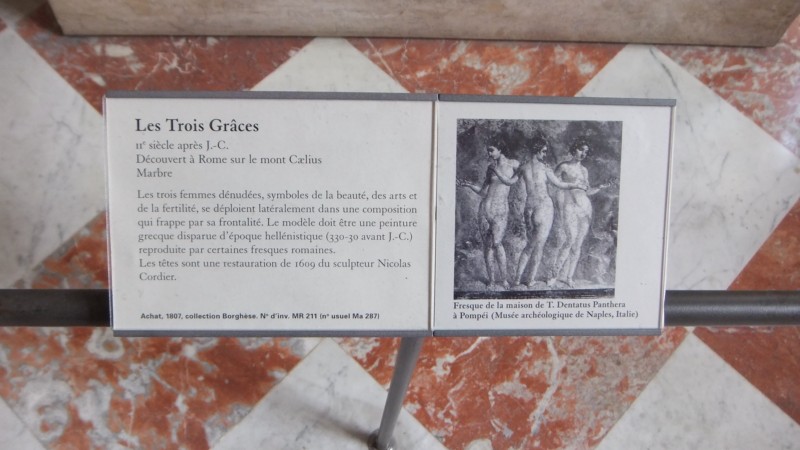 Les Trois Grâces
IIe siècle après J.-C.
Découvert à Rome sur le mont Cælius
Marbre
Les trois femmes dénudées, symboles de la beauté, des arts et
de la fertilité, se déploient latéralement dans une composition
qui frappe par sa frontalité. Le modèle doit être une peinture
grecque disparue d'époque hellénistique (330-30 avant J.-C.)
reproduite par certaines fresques romaines.
Les têtes sont une restauration de 1609 du sculpteur Nicolas
Cordier.
Achat, 1807, collection Borghèse. N° d'inv. MR 211 (n° usuel Ma 287)
Fresque de la maison de T. Dentatus Panthera
à Pompéi (Musée archéologique de Naples, Italie)